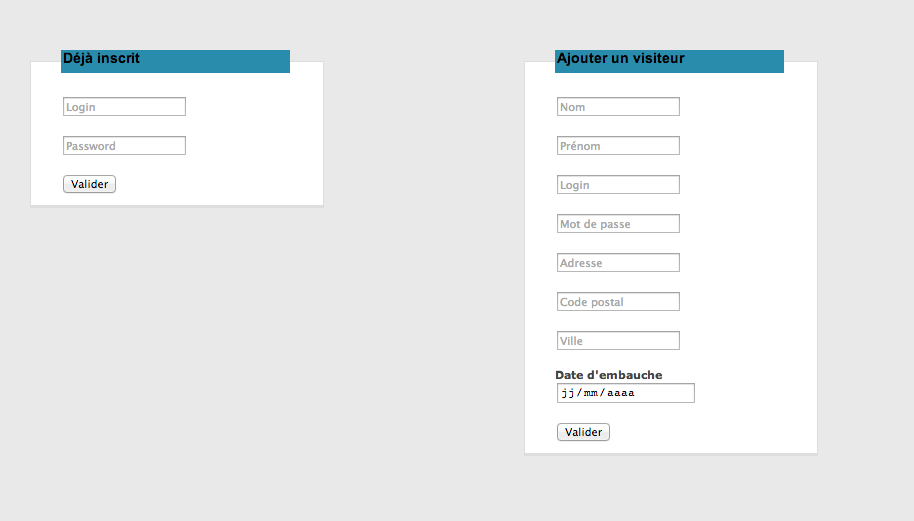 Déjà inscrit
Login
Password
Valider
Ajouter un visiteur
Nom
Prénom
Login
Mot de passe
Adresse
Code postal
Ville
Date d'embauche
jj/mm/aaaa
Valider